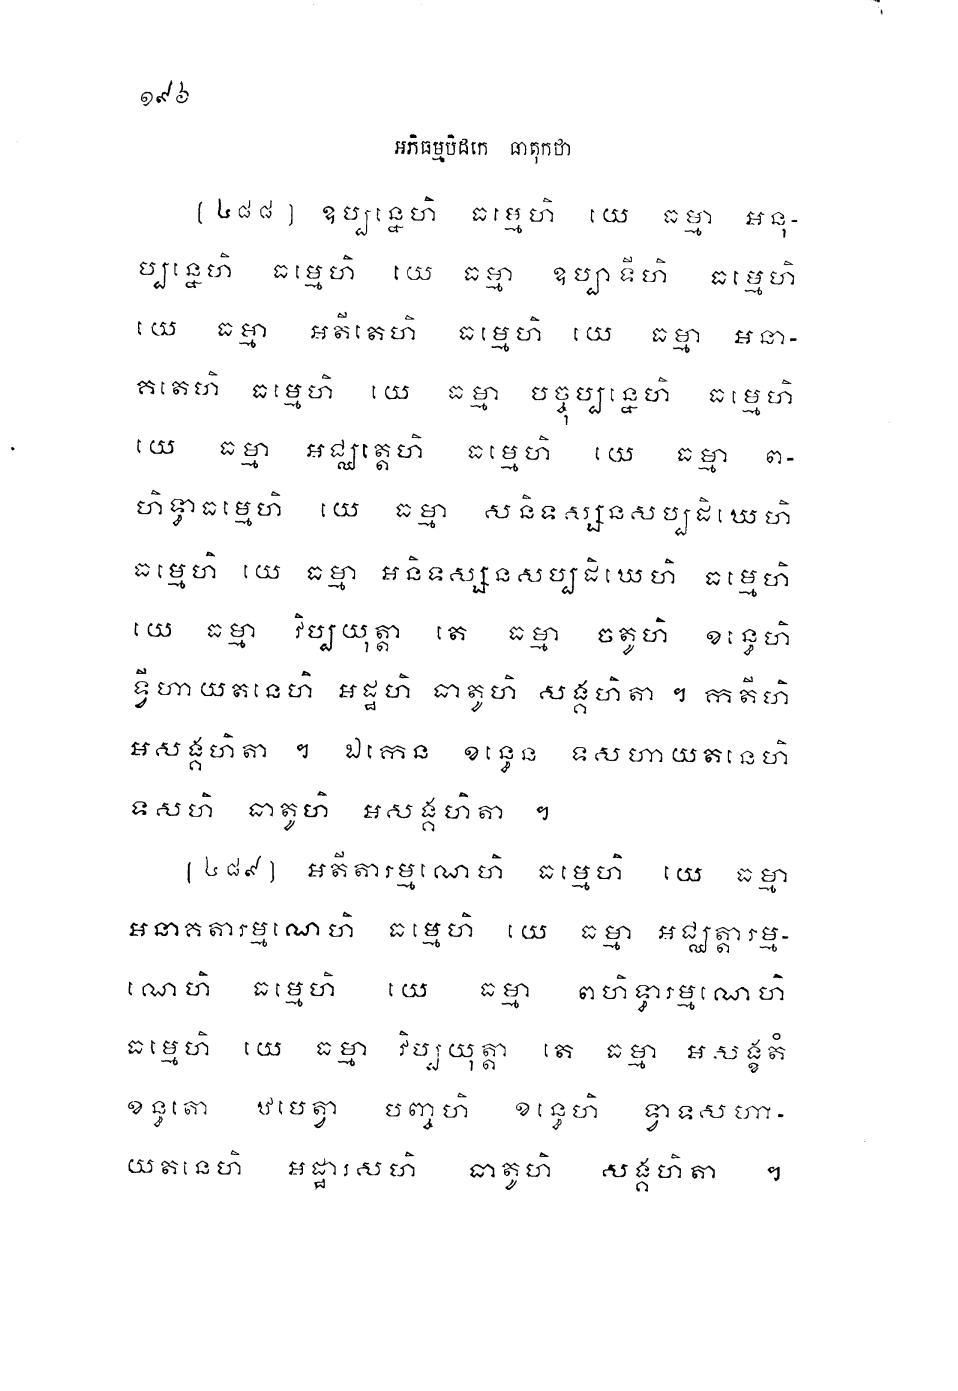 ១៩៦
អភិធម្មបិដកេ ធាតុកថា
[៤៨៨] ឧប្បន្នេហិ ធម្មេហិ យេ ធម្មា អនុ-
ប្បន្នេហិ ធម្មេហិ យេ ធម្មា ឧប្បាទីហិ ធម្មេហិ
យេ ធម្មា អតីតេហិ ធម្មេហិ យេ ធម្មា អនា-
គតេហិ ធម្មេហិ យេ ធម្មា បច្ចុប្បន្នេហិ ធម្មេហិ
យេ ធម្មា អជ្ឈត្តេហិ ធម្មេហិ យេ ធម្មា ព-
ហិទ្ធាធម្មេហិ យេ ធម្មា សនិទស្សនសប្បដិឃេហិ
ធម្មេហិ យេ ធម្មា អនិទស្សនសប្បដិឃេហិ ធម្មេហិ
យេ ធម្មា វិប្បយុត្តា តេ ធម្មា ចតូហិ ខន្ធេហិ
ទ្វីហាយតនេហិ អដ្ឋហិ ធាតូហិ សង្គហិតា ។ កតីហិ
អសង្គហិតា ។ ឯកេន ខន្ធេន ទសហាយតនេហិ
ទសហិ ធាតូហិ អសង្គហិតា ។
[៤៨៩] អតីតារម្មណេហិ ធម្មេហិ យេ ធម្មា
អនាគតារម្មណេហិ ធម្មេហិ យេ ធម្មា អជ្ឈត្តារម្ម-
ណេហិ ធម្មេហិ យេ ធម្មា ពហិទ្ធារម្មណេហិ
ធម្មេហិ យេ ធម្មា វិប្បយុត្តា តេ ធម្មា អសង្ខតំ
ខន្ធតោ ឋបេត្វា បញ្ចហិ ខន្ធេហិ ទ្វាទសហា-
យតនេហិ អដ្ឋារសហិ ធាតូហិ សង្គហិតា ។